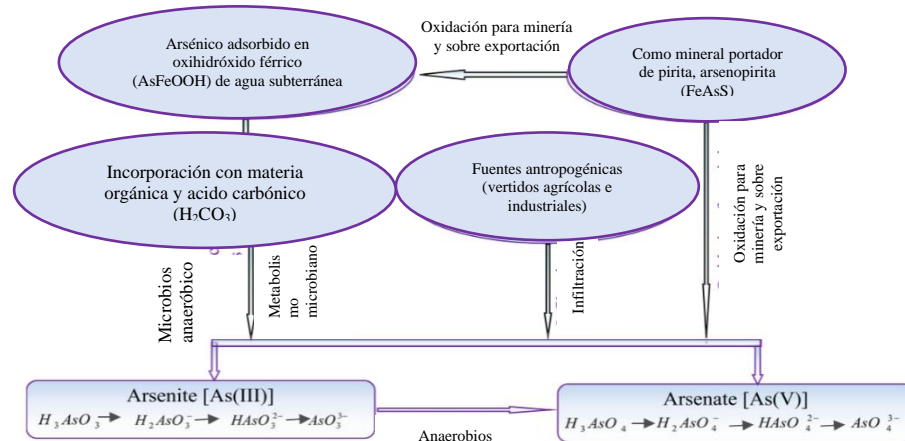 Oxidación para minería
y sobre exportación
Arsénico adsorbido en
oxihidróxido férrico
(AsFeOOH) de agua subterránea
Como mineral portador
de pirita, arsenopirita
(FeAsS)
Incorporación con materia
orgánica y acido carbónico
(H₂CO₃)
Fuentes antropogénicas
(vertidos agrícolas e
industriales)
Oxidación para
minería y sobre
exportación
Microbios
anaeróbico
Metabolis
mo
microbiano
Infiltración
Arsenite [As(III)]
H₃AsO₃ → H₂AsO₃⁻ → HAsO₃²⁻ → AsO₃³⁻
Anaerobios
Arsenate [As(V)]
H₃AsO₄ → H₂AsO₄⁻ → HAsO₄²⁻ → AsO₄³⁻